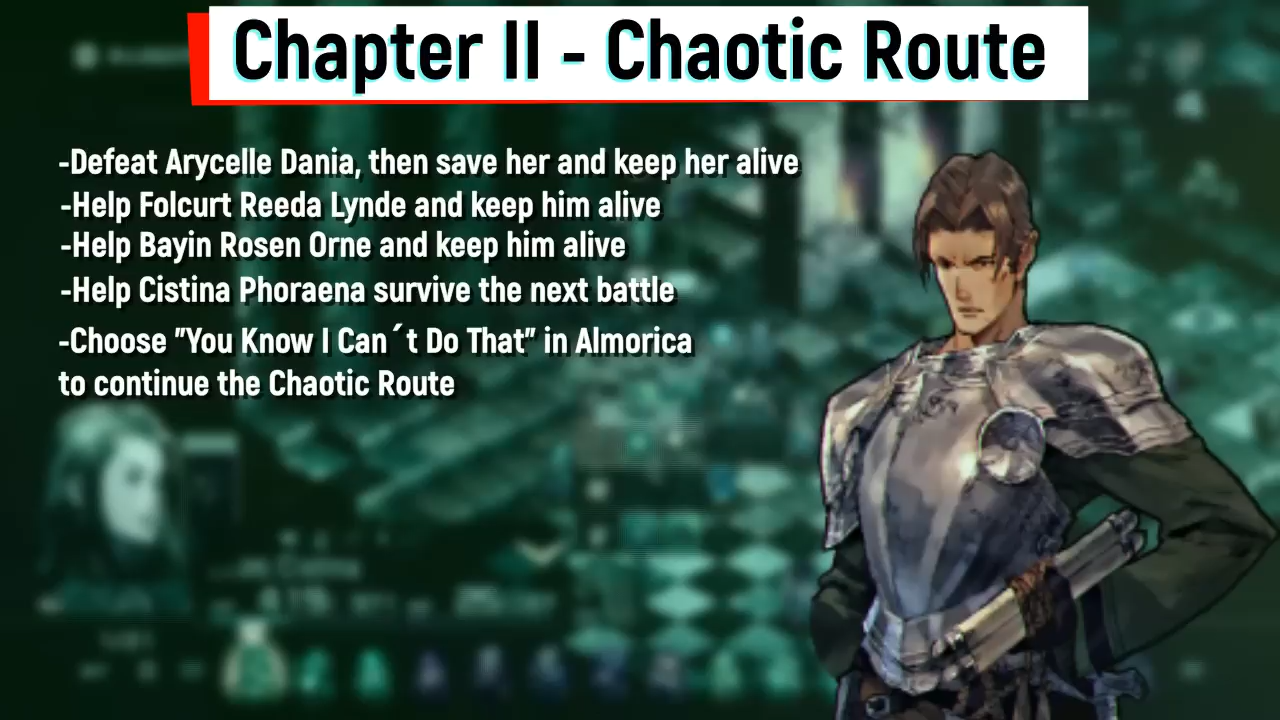 Chapter II - Chaotic Route
-Defeat Arycelle Dania, then save her and keep her alive
-Help Folcurt Reeda Lynde and keep him alive
-Help Bayin Rosen Orne and keep him alive
-Help Cistina Phoraena survive the next battle
-Choose "You Know I Can´t Do That" in Almorica
to continue the Chaotic Route